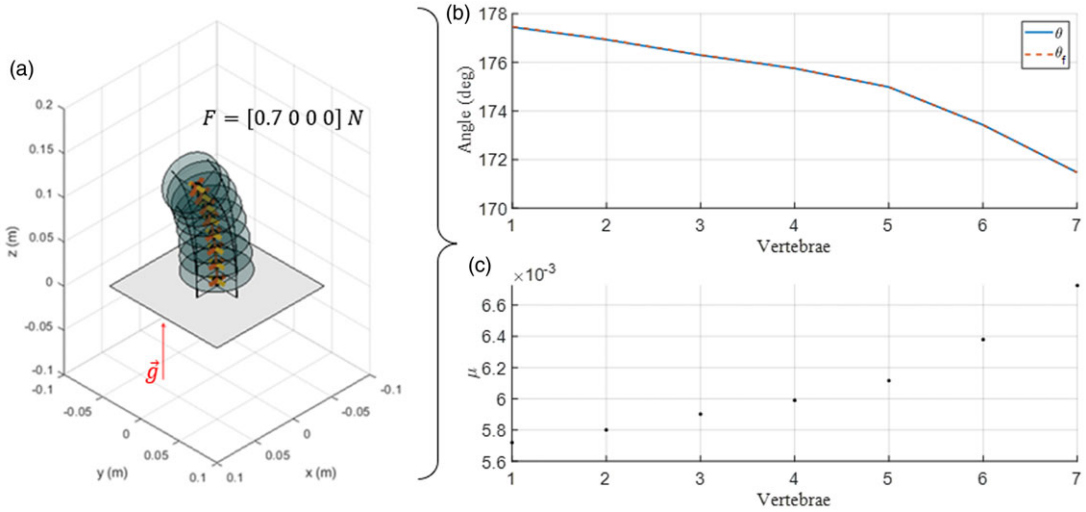 (a)
F = [0.7 0 0 0] N
0.2
0.15
0.1
0.05
0
-0.05
-0.1
z (m)
g⃗
-0.1
-0.05
0
0.05
0.1
y (m)
0.1
0.05
0
-0.05
-0.1
x (m)
(b)
178
176
174
172
170
Angle (deg)
θ
θf
1 2 3 4 5 6 7
Vertebrae
(c)
×10⁻³
6.6
6.4
6.2
6
5.8
5.6
μ
1 2 3 4 5 6 7
Vertebrae